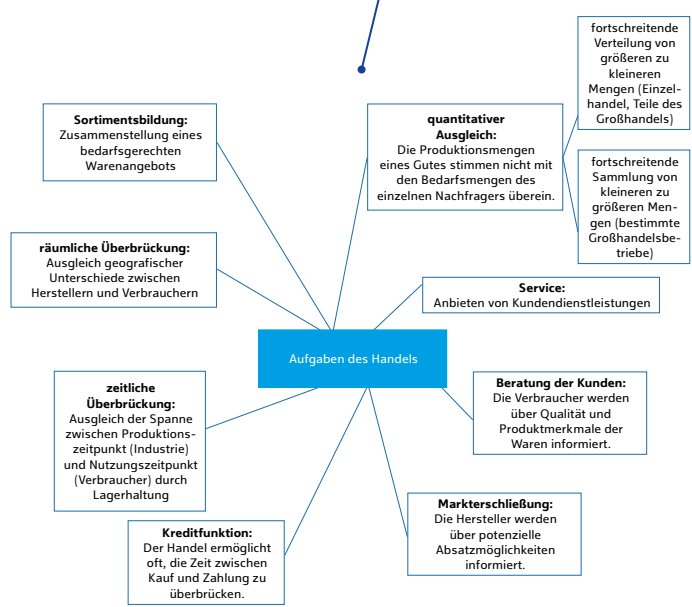 fortschreitende
Verteilung von
größeren zu
kleineren
Mengen (Einzel-
handel, Teile des
Großhandels)
Sortimentsbildung:
Zusammenstellung eines
bedarfsgerechten
Warenangebots
quantitativer
Ausgleich:
Die Produktionsmengen
eines Gutes stimmen nicht mit
den Bedarfsmengen des
einzelnen Nachfragers überein.
fortschreitende
Sammlung von
kleineren zu
größeren Men-
gen (bestimmte
Großhandelsbe-
triebe)
räumliche Überbrückung:
Ausgleich geografischer
Unterschiede zwischen
Herstellern und Verbrauchern
Service:
Anbieten von Kundendienstleistungen
Aufgaben des Handels
zeitliche
Überbrückung:
Ausgleich der Spanne
zwischen Produktions-
zeitpunkt (Industrie)
und Nutzungszeitpunkt
(Verbraucher) durch
Lagerhaltung
Beratung der Kunden:
Die Verbraucher werden
über Qualität und
Produktmerkmale der
Waren informiert.
Markterschließung:
Die Hersteller werden
über potenzielle
Absatzmöglichkeiten
informiert.
Kreditfunktion:
Der Handel ermöglicht
oft, die Zeit zwischen
Kauf und Zahlung zu
überbrücken.